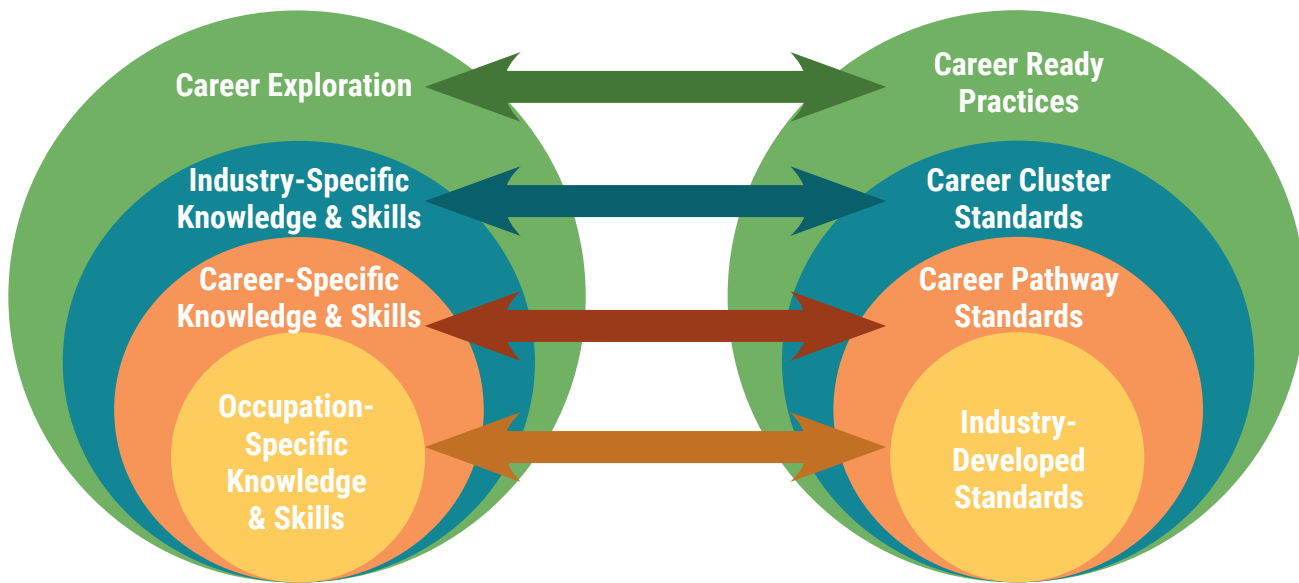 Career Exploration
Career Ready
Practices
Industry-Specific
Knowledge & Skills
Career Cluster
Standards
Career-Specific
Knowledge & Skills
Career Pathway
Standards
Occupation-
Specific
Knowledge
& Skills
Industry-
Developed
Standards